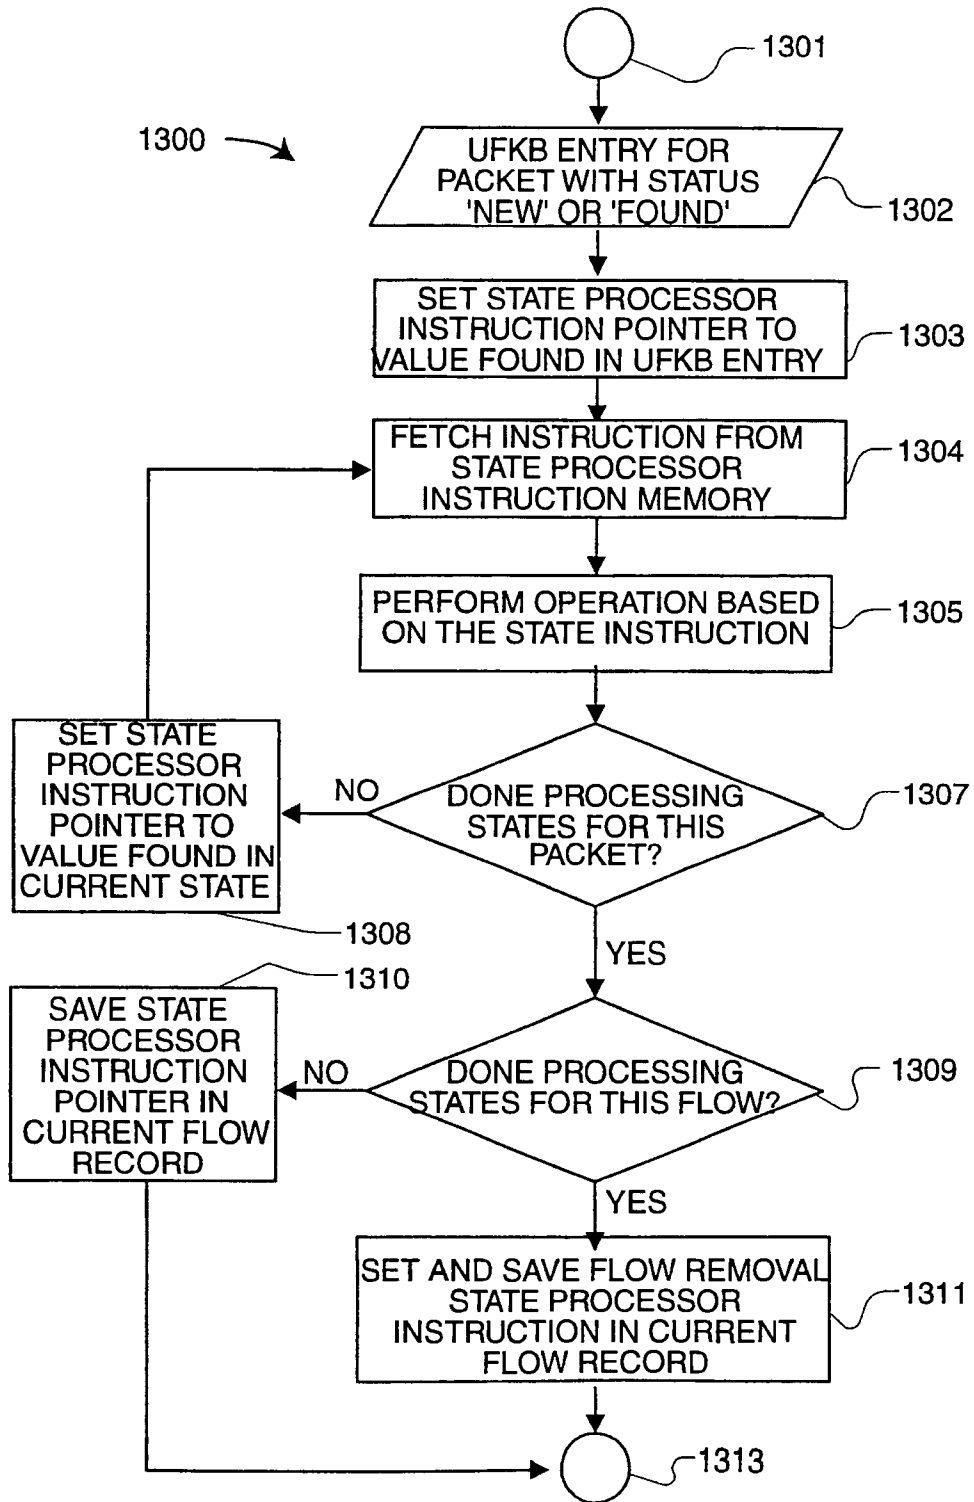 1301
1300
UFKB ENTRY FOR
PACKET WITH STATUS
'NEW' OR 'FOUND'
1302
SET STATE PROCESSOR
INSTRUCTION POINTER TO
VALUE FOUND IN UFKB ENTRY
1303
FETCH INSTRUCTION FROM
STATE PROCESSOR
INSTRUCTION MEMORY
1304
PERFORM OPERATION BASED
ON THE STATE INSTRUCTION
1305
SET STATE
PROCESSOR
INSTRUCTION
POINTER TO
VALUE FOUND IN
CURRENT STATE
1308
NO
DONE PROCESSING
STATES FOR THIS
PACKET?
1307
YES
1310
SAVE STATE
PROCESSOR
INSTRUCTION
POINTER IN
CURRENT FLOW
RECORD
NO
DONE PROCESSING
STATES FOR THIS FLOW?
1309
YES
SET AND SAVE FLOW REMOVAL
STATE PROCESSOR
INSTRUCTION IN CURRENT
FLOW RECORD
1311
1313